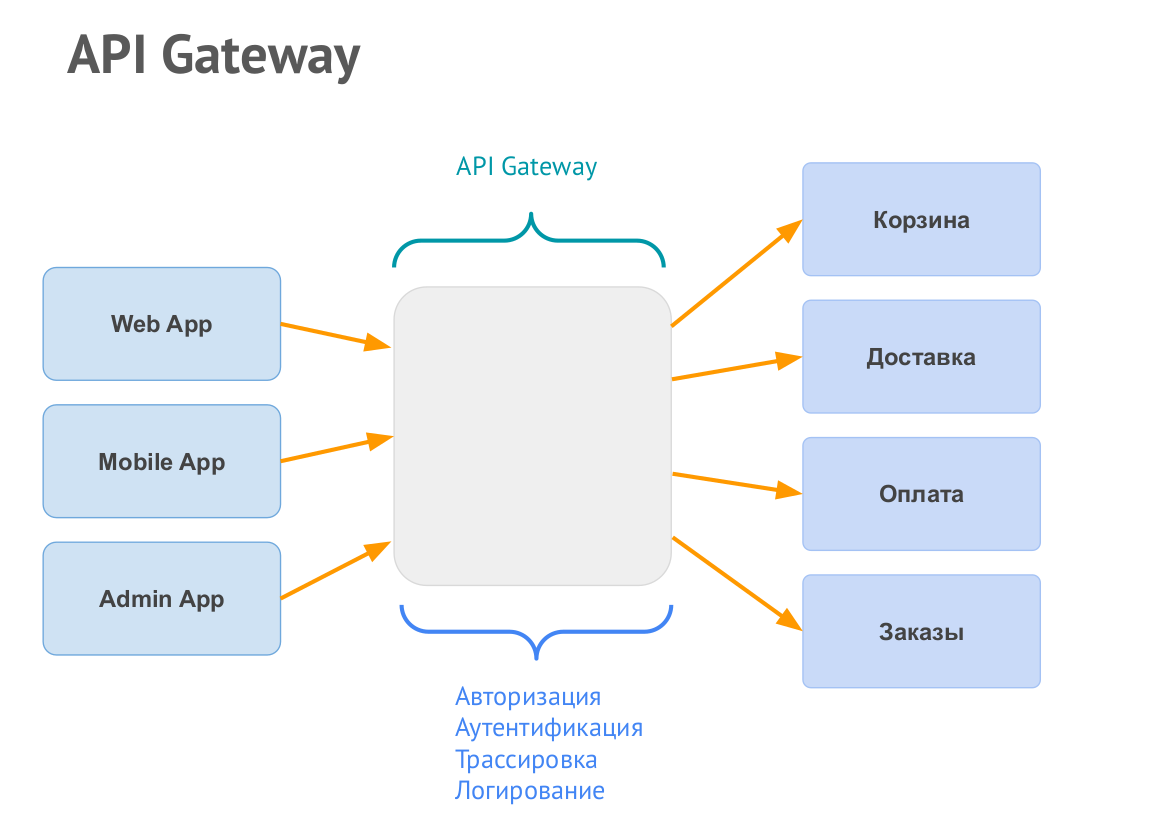 API Gateway
API Gateway
Web App
Mobile App
Admin App
Корзина
Доставка
Оплата
Заказы
Авторизация
Аутентификация
Трассировка
Логирование